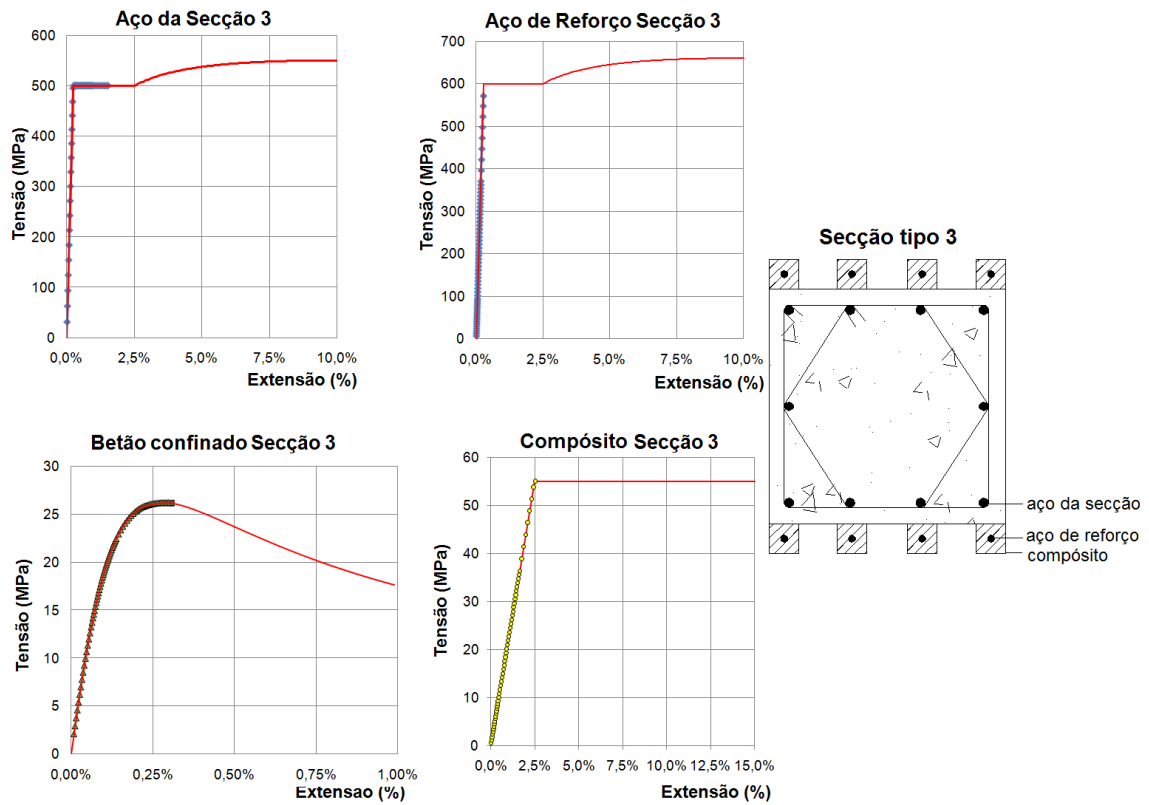 Aço da Secção 3
600
500
400
300
200
100
0
Tensão (MPa)
0,0% 2,5% 5,0% 7,5% 10,0%
Extensão (%)
Aço de Reforço Secção 3
700
600
500
400
300
200
100
0
Tensão (MPa)
0,0% 2,5% 5,0% 7,5% 10,0%
Extensão (%)
Secção tipo 3
aço da secção
aço de reforço
compósito
Betão confinado Secção 3
30
25
20
15
10
5
0
Tensão (MPa)
0,00% 0,25% 0,50% 0,75% 1,00%
Extensao (%)
Compósito Secção 3
60
50
40
30
20
10
0
Tensão (MPa)
0,0% 2,5% 5,0% 7,5% 10,0% 12,5% 15,0%
Extensão (%)